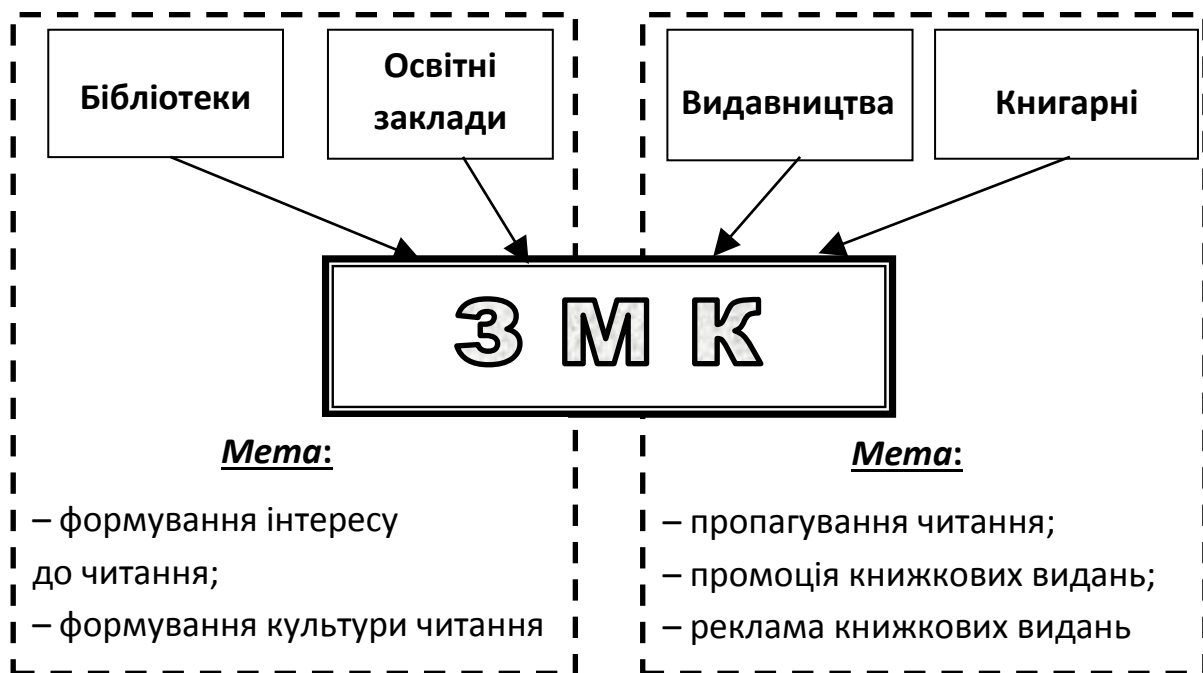 Бібліотеки
Освітні
заклади
Видавництва
Книгарні
З М К
Мета:
– формування інтересу
до читання;
– формування культури читання
Мета:
– пропагування читання;
– промоція книжкових видань;
– реклама книжкових видань